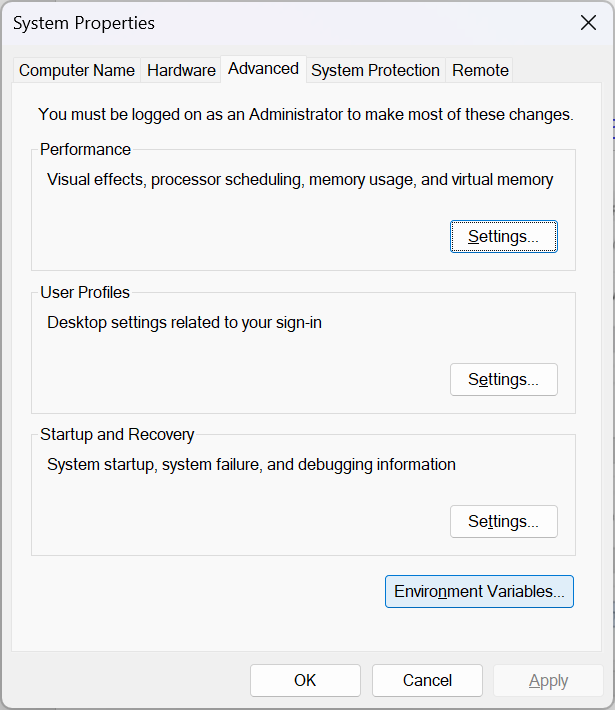 System Properties
Computer Name Hardware Advanced System Protection Remote
You must be logged on as an Administrator to make most of these changes.
Performance
Visual effects, processor scheduling, memory usage, and virtual memory
Settings...
User Profiles
Desktop settings related to your sign-in
Settings...
Startup and Recovery
System startup, system failure, and debugging information
Settings...
Environment Variables...
OK Cancel Apply